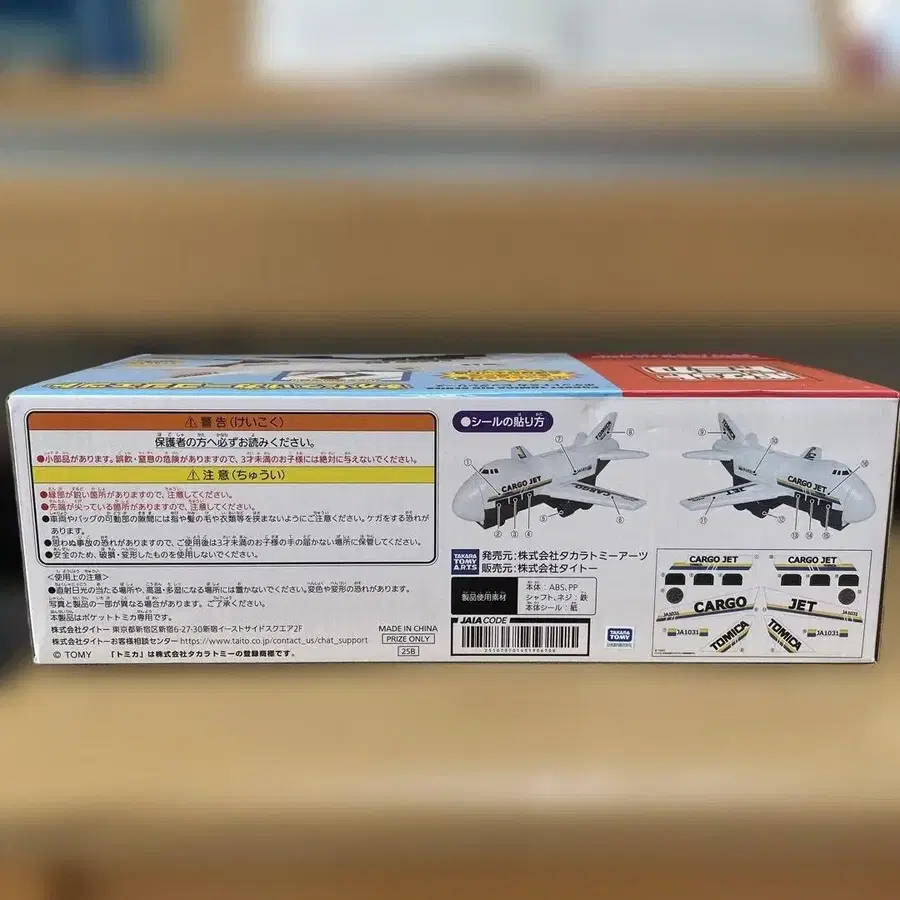 ⚠ 警告(けいこく)
保護者の方へ必ずお読みください。
●小部品があります。誤飲・窒息の危険がありますので、3才未満のお子様には絶対に与えないでください。
⚠ 注意(ちゅうい)
●縁部が鋭い箇所がありますので、注意してください。
●先端が尖っている箇所がありますので、注意してください。
●車両やバッグの可動部の隙間には指や髪の毛や衣類等を挟まないようにご注意ください。ケガをする恐れが
あります。
●思わぬ事故の恐れがありますので、ご使用後は3才未満のお子様の手の届かない場所に保管してください。
●安全のため、破損・変形したものを使用しないでください。
<使用上の注意>
●直射日光の当たる場所や、高温・多湿になる場所には置かないでください。変色や変形の恐れがあります。
写真と製品の一部が異なる場合があります。ご了承ください。
本製品はポケットトミカ専用です。
株式会社タイトー 東京都新宿区新宿6-27-30新宿イーストサイドスクエア2F
株式会社タイトーお客様相談センター https://www.taito.co.jp/contact_us/chat_support
© TOMY 「トミカ」は株式会社タカラトミーの登録商標です。
MADE IN CHINA
PRIZE ONLY
25B
●シールの貼り方
CARGO JET
CARGO
CARGO JET
JET
TAKARA TOMY A.R.T.S
発売元:株式会社タカラトミーアーツ
販売元:株式会社タイトー
製品使用素材
本体:ABS、PP
シャフト、ネジ:鉄
本体シール:紙
JAIA CODE
TAKARA TOMY
CARGO JET
CARGO JET
CARGO
JET
JA1031
JA1031
TOMICA
TOMICA
JA1031